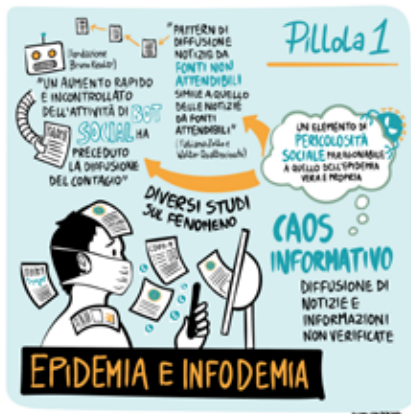 Pillola 1
(Fondazione
Bruno Kessler)
"UN AUMENTO RAPIDO
E INCONTROLLATO
DELL'ATTIVITÀ DI BOT
SOCIAL HA
PRECEDUTO
LA DIFFUSIONE
DEL CONTAGIO"
"PATTERN DI
DIFFUSIONE
NOTIZIE DA
FONTI NON
ATTENDIBILI
SIMILE A QUELLO
DELLE NOTIZIE
DA FONTI
ATTENDIBILI"
Walter Quattrociocchi)
UN ELEMENTO DI
PERICOLOSITÀ
SOCIALE PARAGONABILE
A QUELLO DELL'EPIDEMIA
VERA E PROPRIA
DIVERSI STUDI
SUL FENOMENO
CAOS
INFORMATIVO
DIFFUSIONE DI
NOTIZIE E
INFORMAZIONI
NON VERIFICATE
EPIDEMIA E INFODEMIA